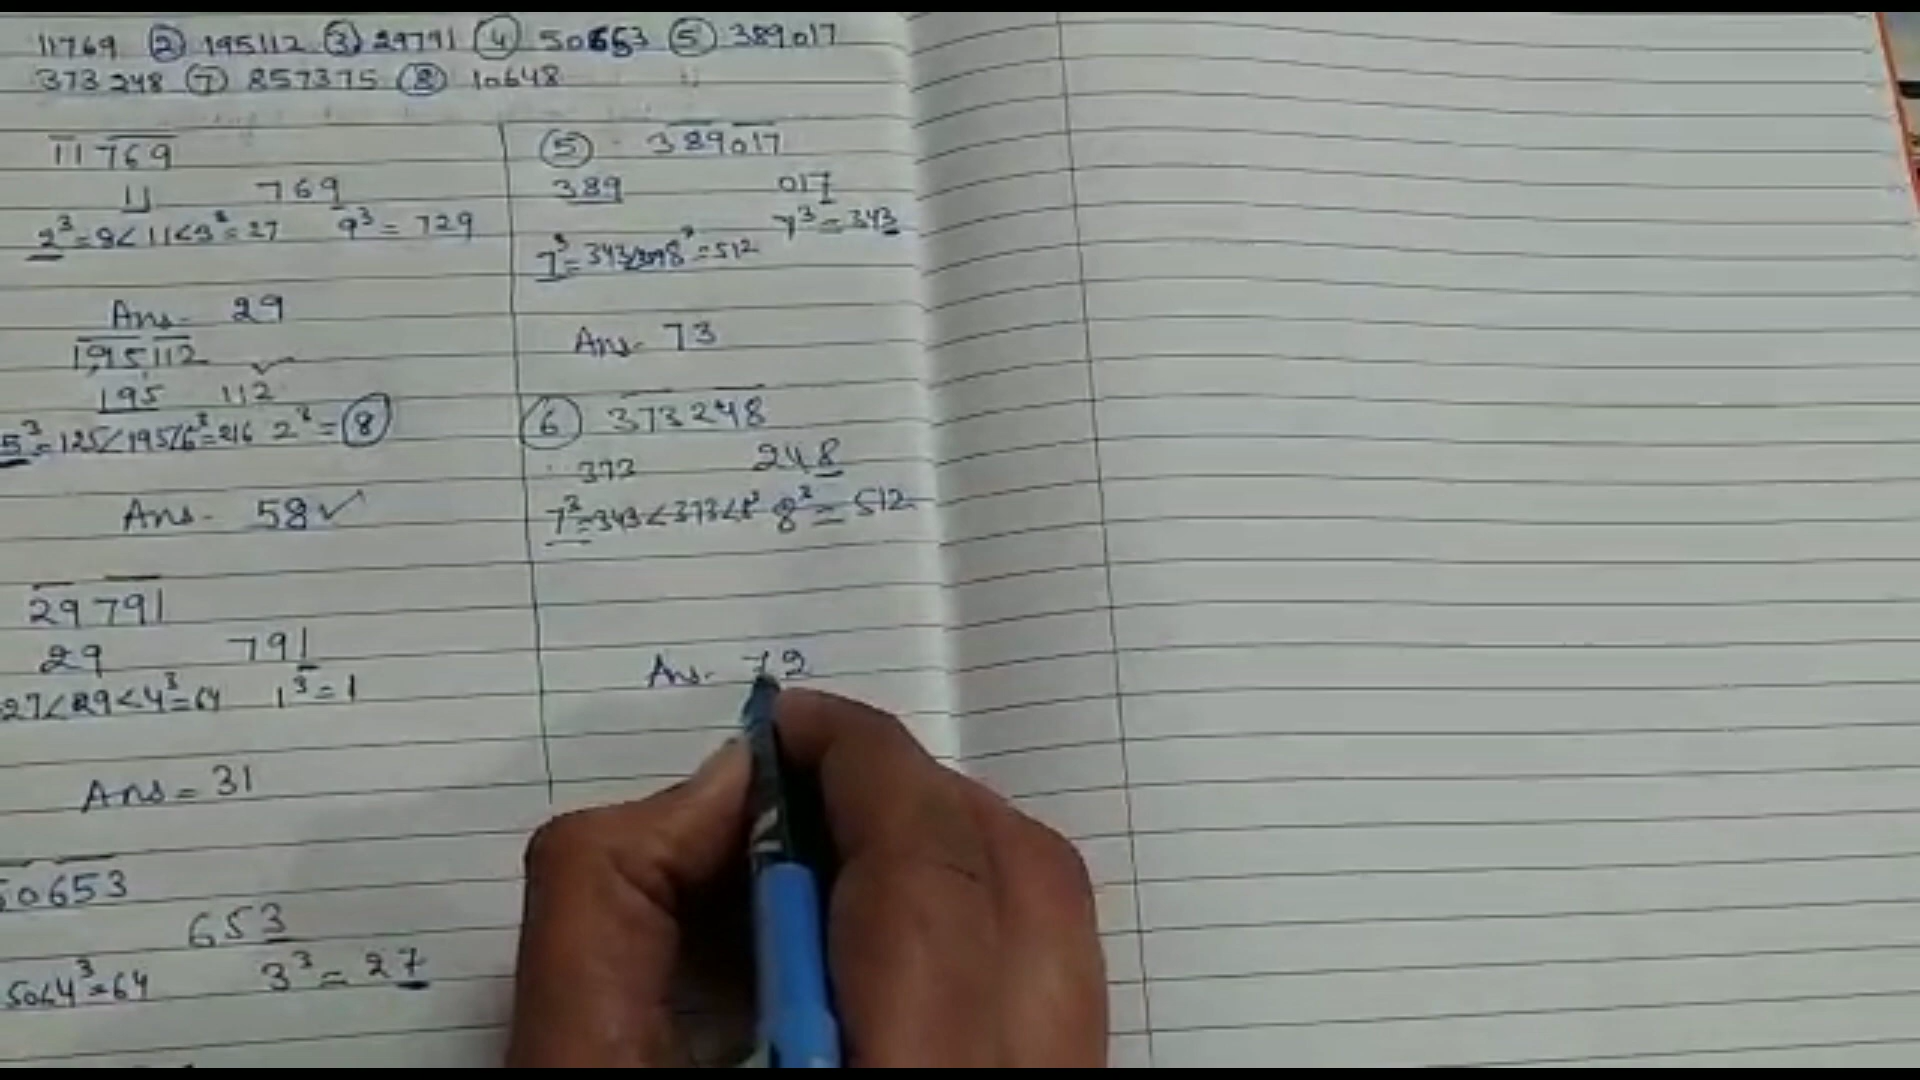 11769 ② 195112 ③ 29791 ④ 50653 ⑤ 389017
373248 ⑦ 857375 ⑧ 10648
11769
11 769
2³=8<11<3³=27 9³=729
Ans- 29
195112
195 112
5³=125<195<6³=216 2³=8
Ans- 58✓
29791
29 791
27<29<4³=64 1³=1
Ans=31
50653
653
50<4³=64 3³=27
⑤ 389017
389 017
7³=343
7³=343 8³=512
Ans- 73
⑥ 373248
373 248
7³=343<373<8³ 8³=512
Ans- 72